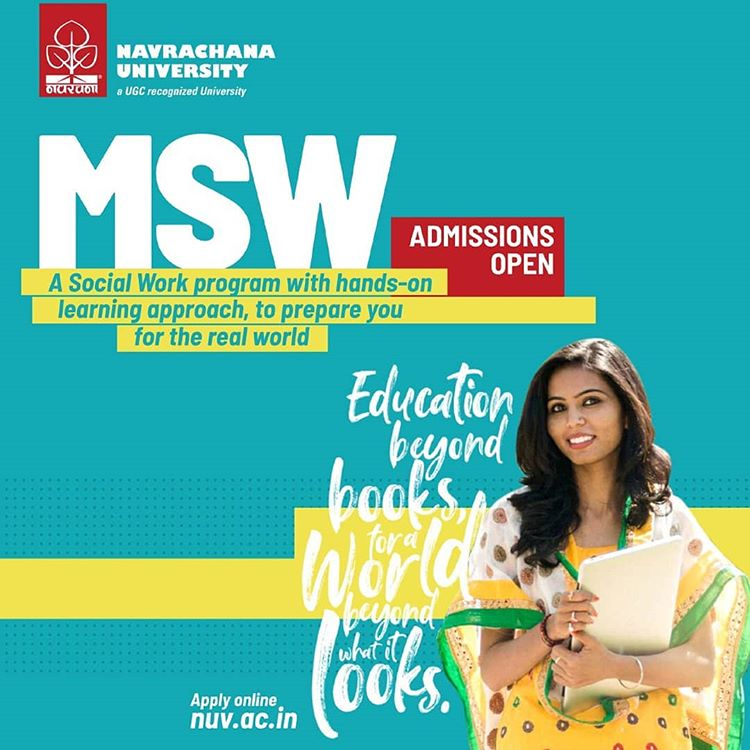 नवरचना
NAVRACHANA
UNIVERSITY
a UGC recognized University
MSW
ADMISSIONS
OPEN
A Social Work program with hands-on
learning approach, to prepare you
for the real world
Education
beyond
books,
for a
World
beyond
what it
looks.
Apply online
nuv.ac.in